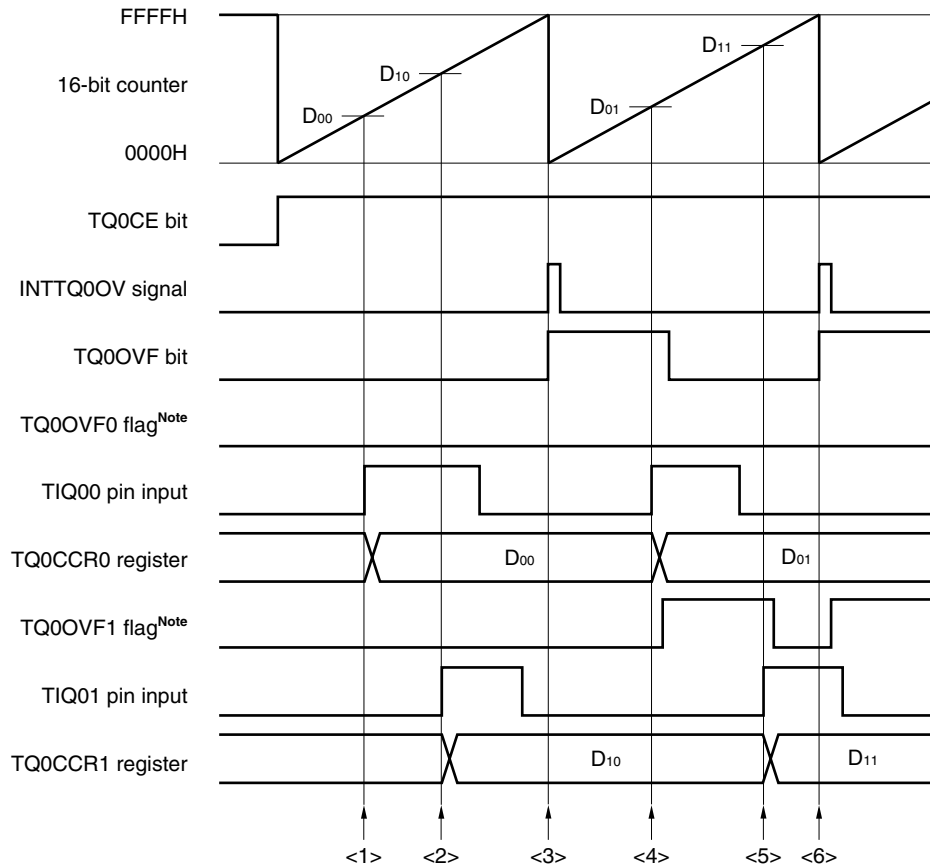 FFFFH
D11
D10
16-bit counter
D01
D00
0000H
TQ0CE bit
INTTQ0OV signal
TQ0OVF bit
TQ0OVF0 flagNote
TIQ00 pin input
TQ0CCR0 register D00 D01
TQ0OVF1 flagNote
TIQ01 pin input
TQ0CCR1 register D10 D11
<1> <2> <3> <4> <5> <6>